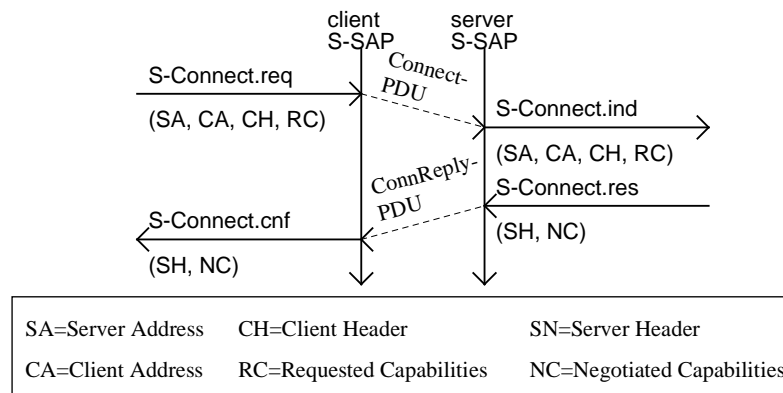 client server
S-SAP S-SAP
S-Connect.req
Connect-
PDU
(SA, CA, CH, RC)
S-Connect.ind
(SA, CA, CH, RC)
ConnReply-
PDU
S-Connect.res
S-Connect.cnf
(SH, NC)
(SH, NC)
SA=Server Address CH=Client Header SN=Server Header
CA=Client Address RC=Requested Capabilities NC=Negotiated Capabilities